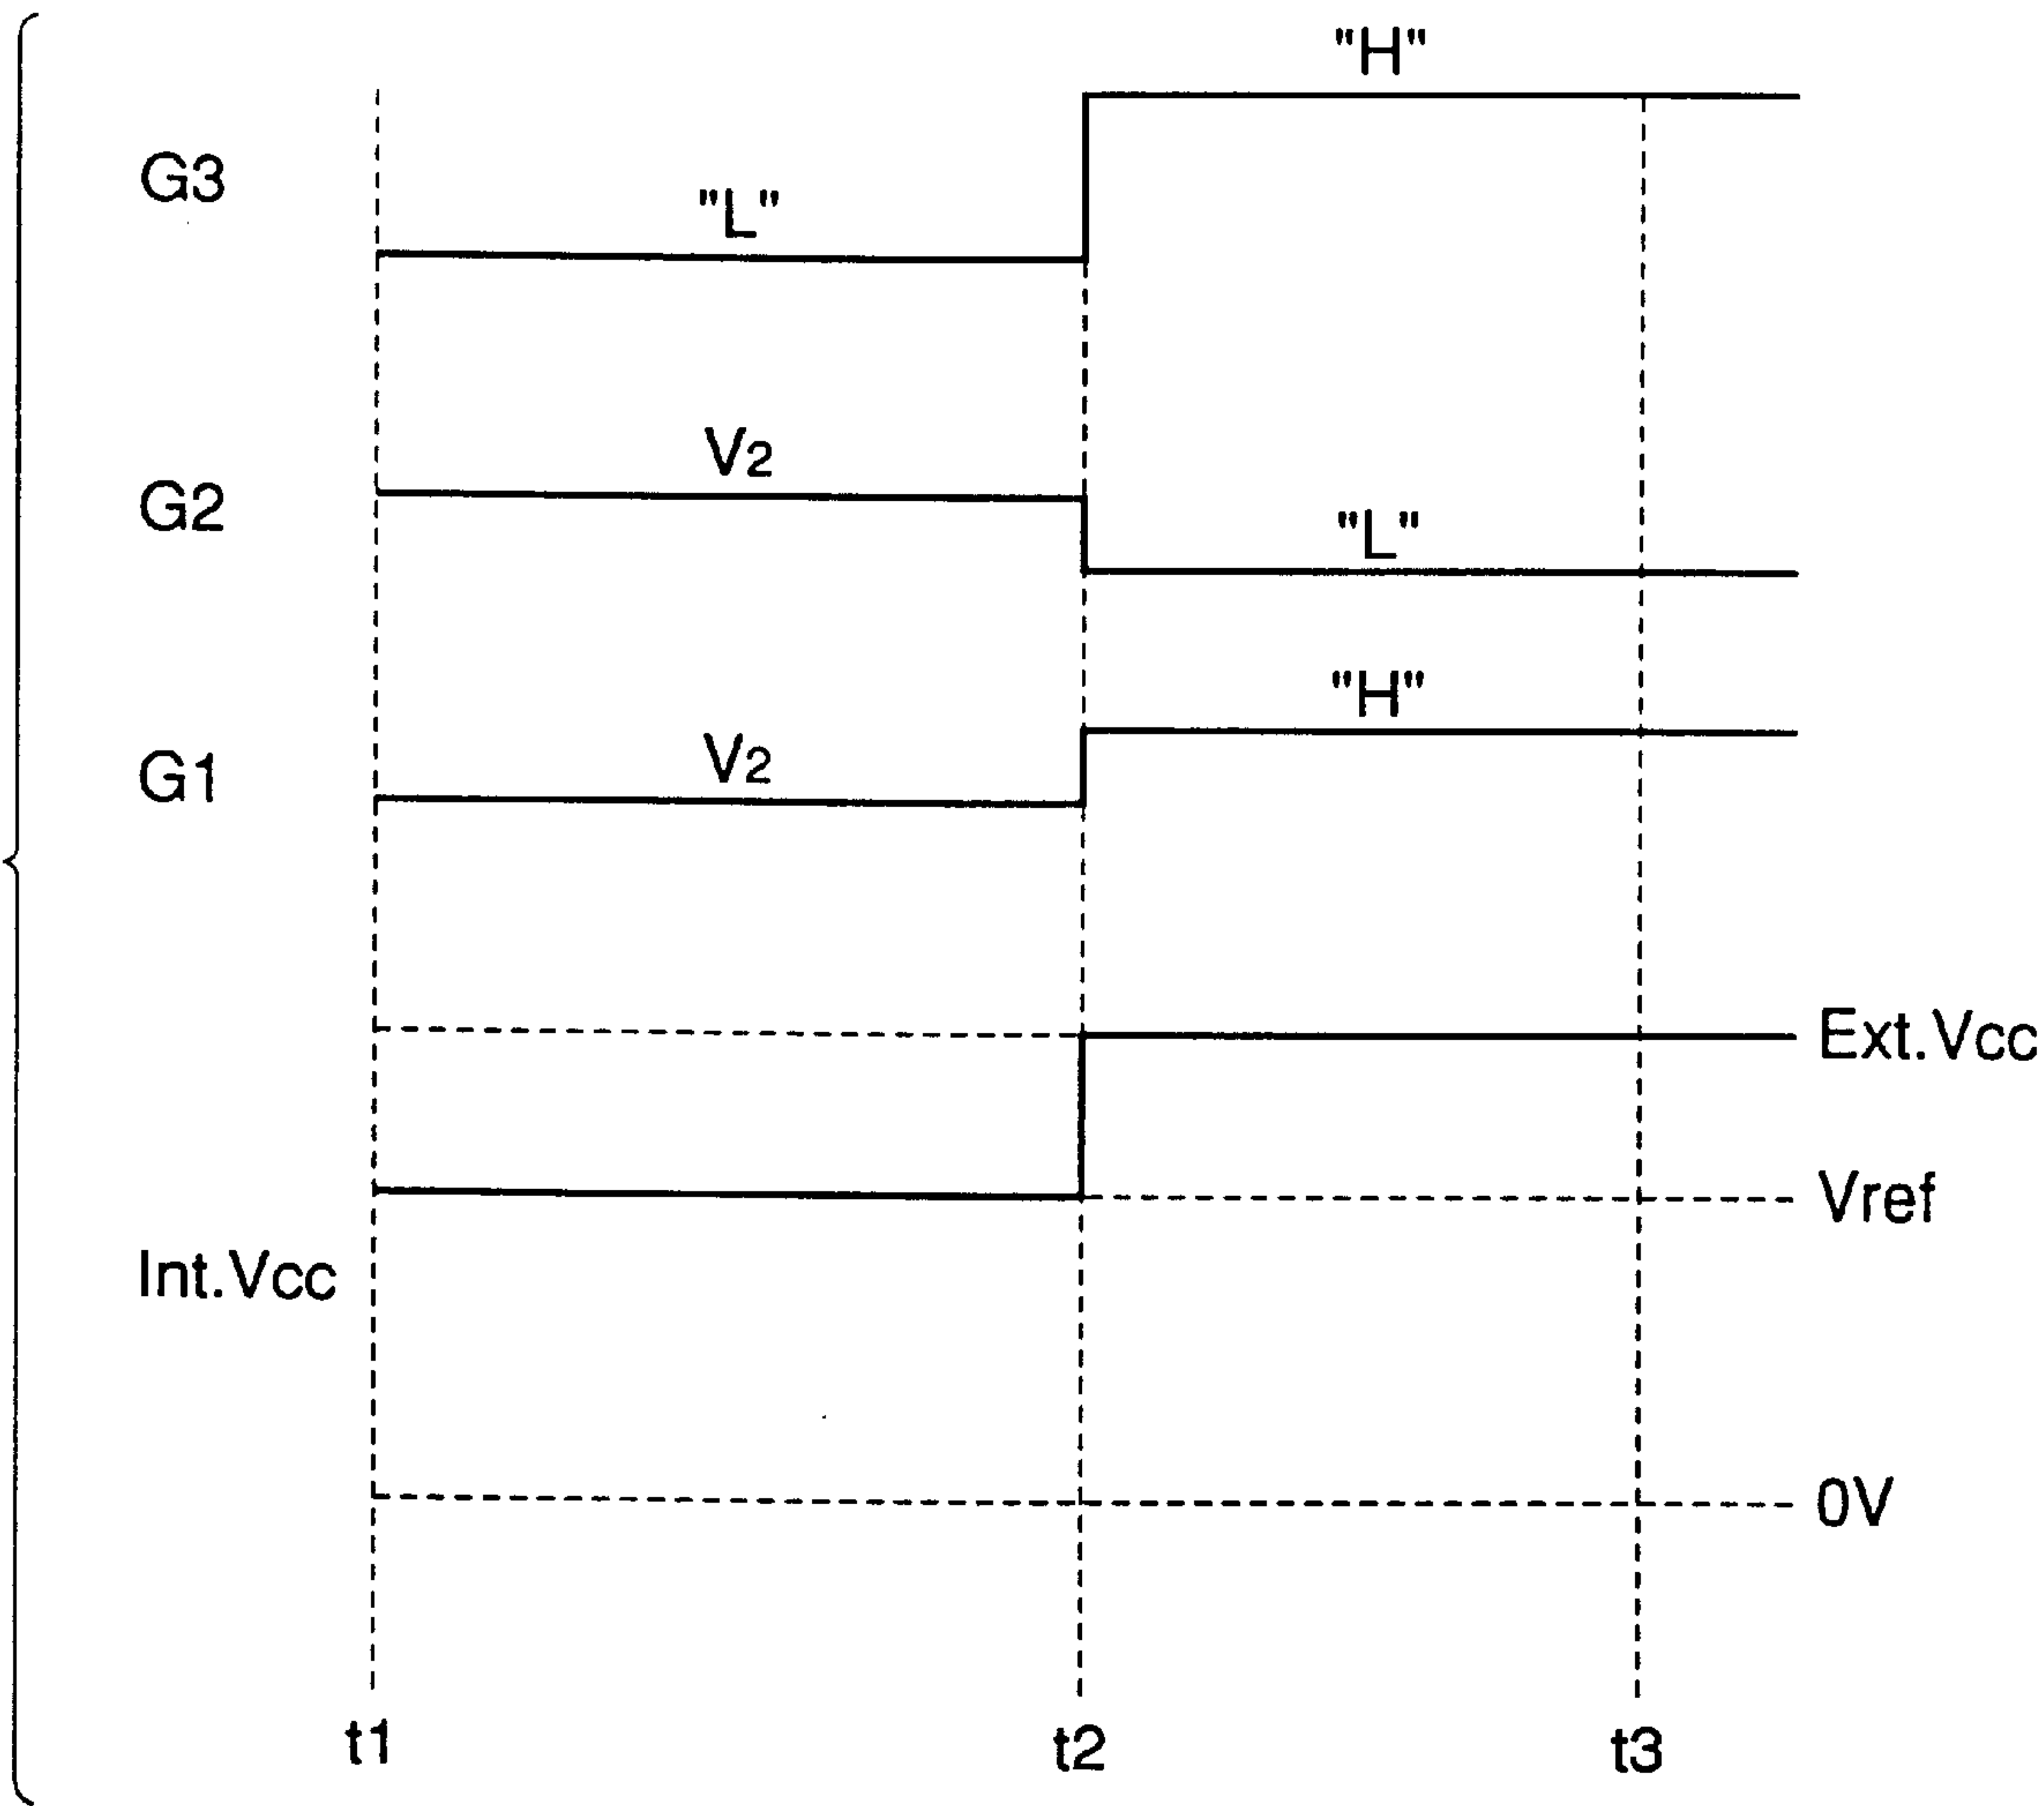 "H"
G3
"L"
V2
G2
"L"
"H"
V2
G1
Ext.Vcc
Vref
Int.Vcc
0V
t1 t2 t3